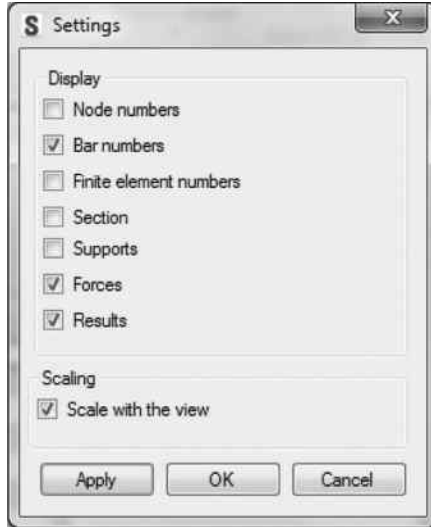 S Settings
X
Display
Node numbers
Bar numbers
Finite element numbers
Section
Supports
Forces
Results
Scaling
Scale with the view
Apply OK Cancel